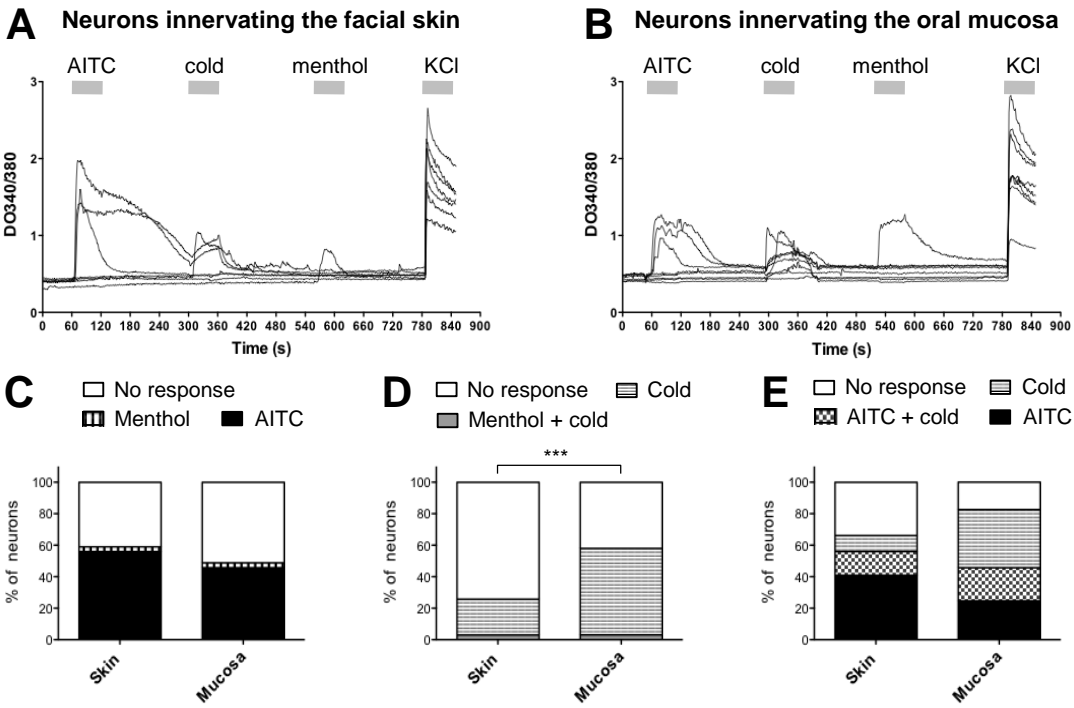 A Neurons innervating the facial skin
AITC cold menthol KCl
3
2
1
0
DO340/380
0 60 120 180 240 300 360 420 480 540 600 660 720 780 840 900
Time (s)
B Neurons innervating the oral mucosa
AITC cold menthol KCl
3
2
1
0
DO340/380
0 60 120 180 240 300 360 420 480 540 600 660 720 780 840 900
Time (s)
C No response
Menthol AITC
100
80
60
40
20
0
% of neurons
Skin Mucosa
D No response Cold
Menthol + cold
***
100
80
60
40
20
0
% of neurons
Skin Mucosa
E No response Cold
AITC + cold AITC
100
80
60
40
20
0
% of neurons
Skin Mucosa